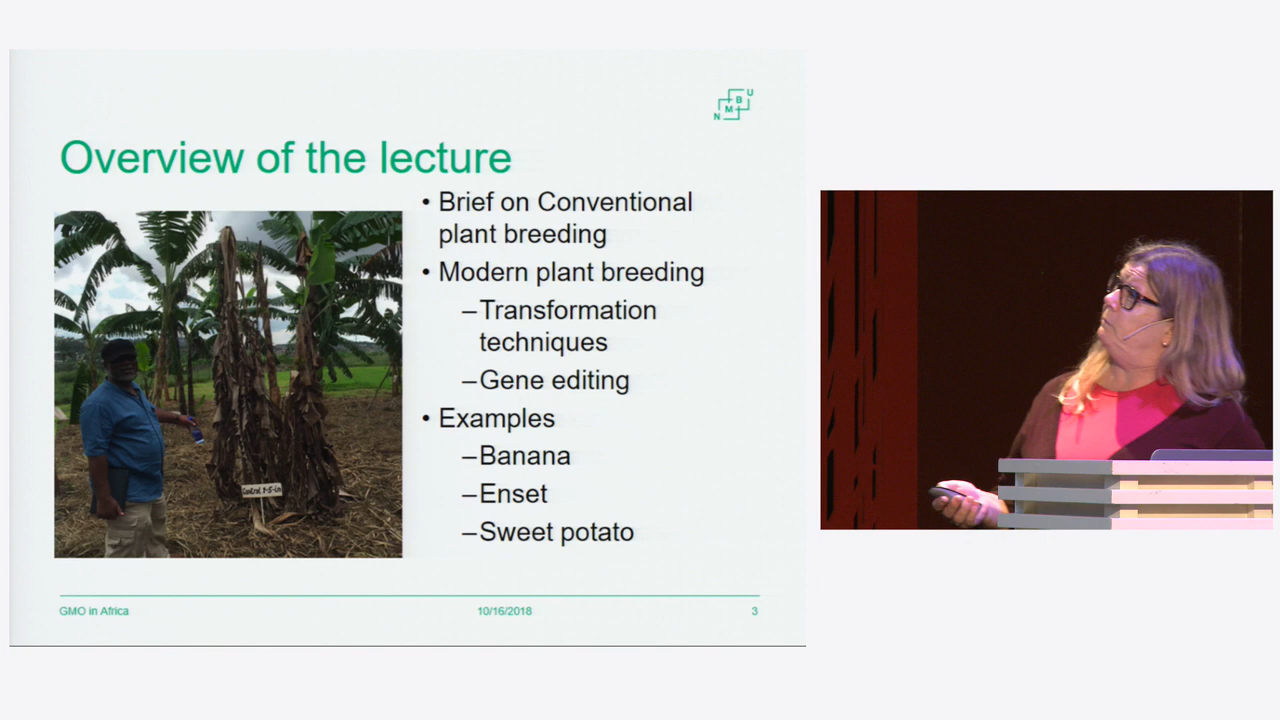 N M B U
Overview of the lecture
• Brief on Conventional
plant breeding
• Modern plant breeding
–Transformation
techniques
–Gene editing
• Examples
–Banana
–Enset
–Sweet potato
GMO in Africa
10/16/2018
3